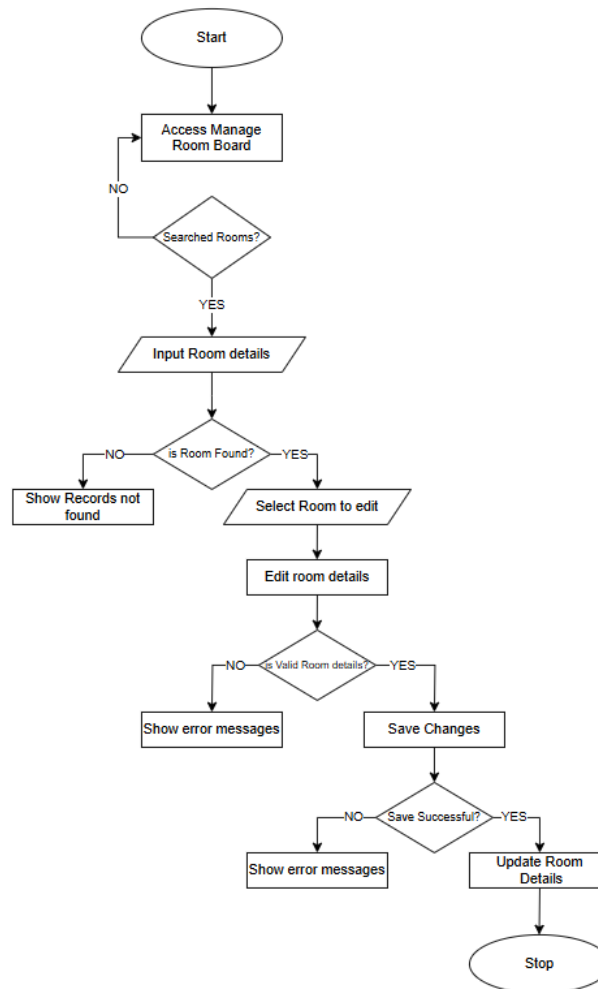 Start
Access Manage
Room Board
NO
Searched Rooms?
YES
Input Room details
NO
is Room Found?
YES
Show Records not
found
Select Room to edit
Edit room details
NO
is Valid Room details?
YES
Show error messages
Save Changes
NO
Save Successful?
YES
Show error messages
Update Room
Details
Stop